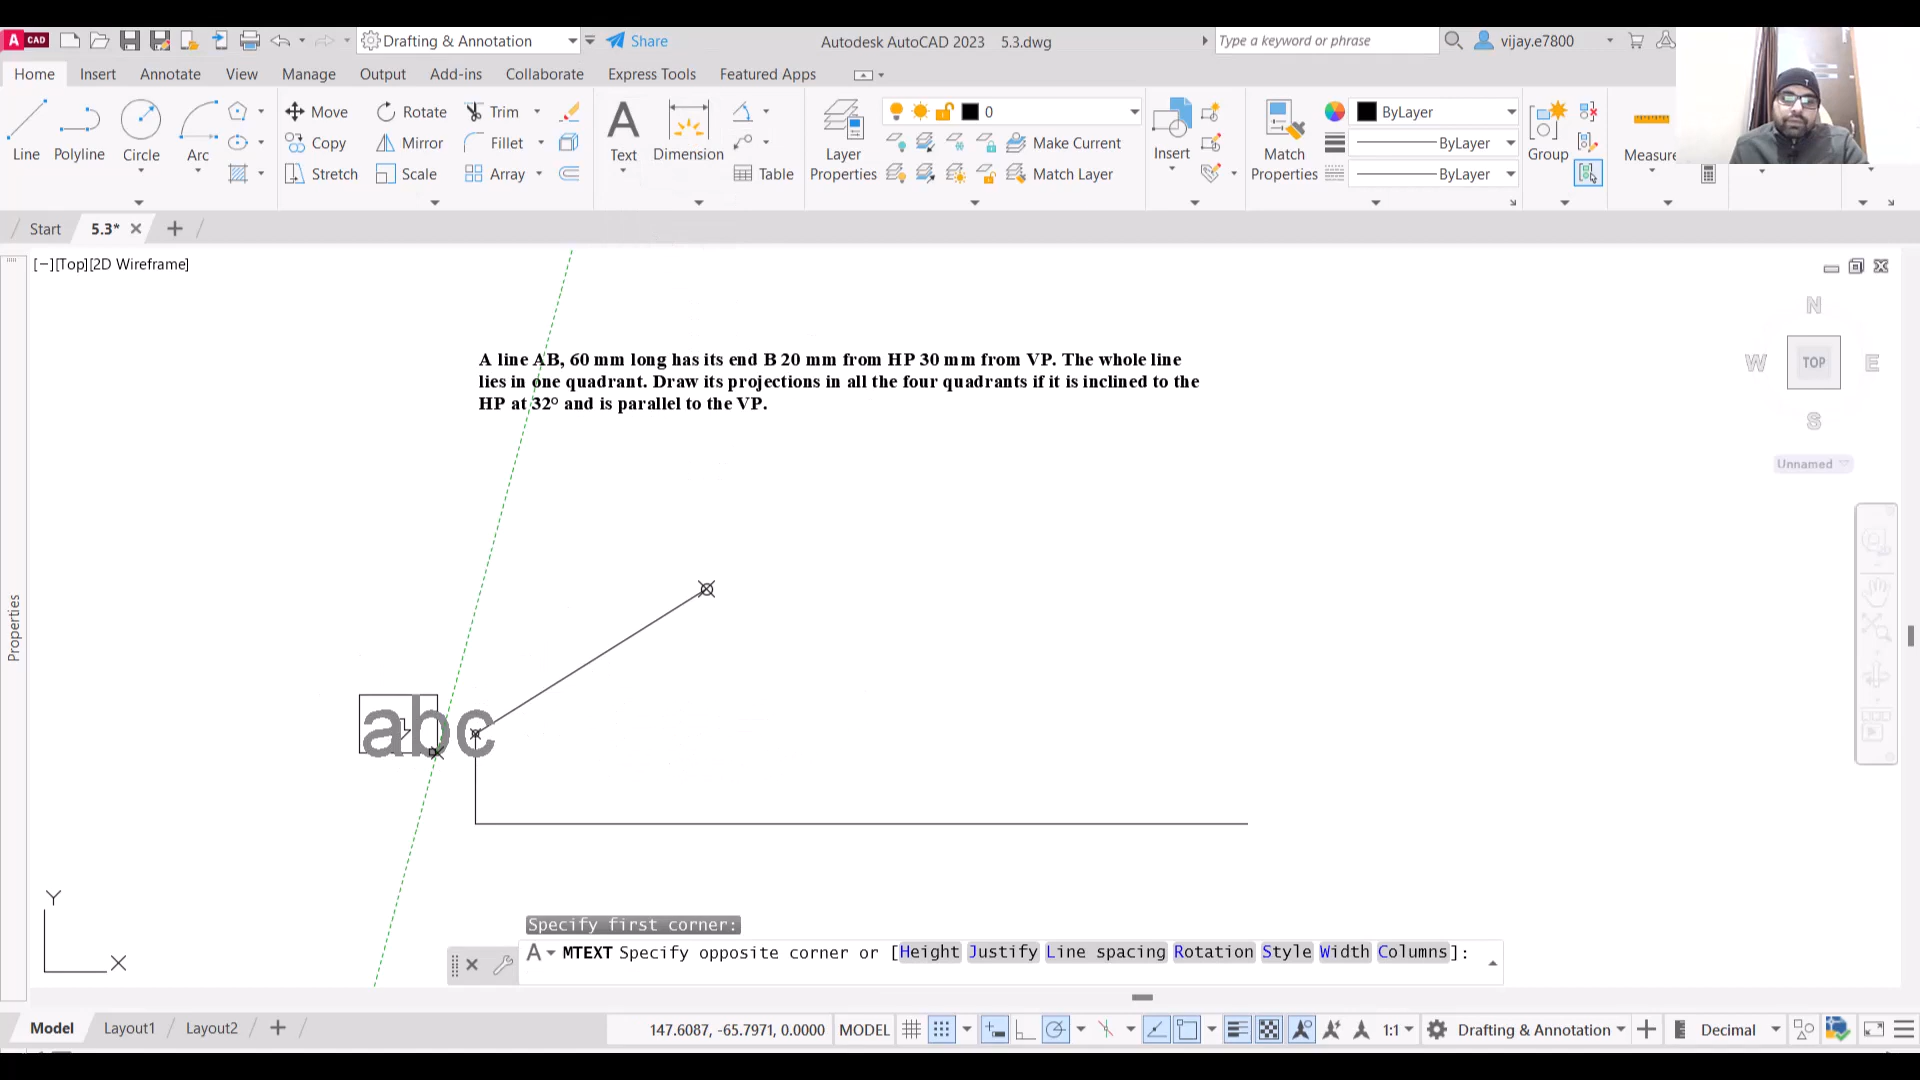 A CAD
Drafting & Annotation
Share
Autodesk AutoCAD 2023 5.3.dwg
Type a keyword or phrase
vijay.e7800
Home Insert Annotate View Manage Output Add-ins Collaborate Express Tools Featured Apps
Line Polyline Circle Arc
Move Rotate Trim
Copy Mirror Fillet
Stretch Scale Array
Text Dimension Table
Layer Properties
0
Make Current
Match Layer
Insert
Match Properties
ByLayer
ByLayer
ByLayer
Group
Measure
Start 5.3*
[−][Top][2D Wireframe]
N
W TOP E
S
Unnamed
Properties
A line AB, 60 mm long has its end B 20 mm from HP 30 mm from VP. The whole line
lies in one quadrant. Draw its projections in all the four quadrants if it is inclined to the
HP at 32° and is parallel to the VP.
abc
Y
X
Specify first corner:
MTEXT Specify opposite corner or [Height Justify Line spacing Rotation Style Width Columns]:
Model Layout1 Layout2
147.6087, -65.7971, 0.0000 MODEL 1:1 Drafting & Annotation Decimal